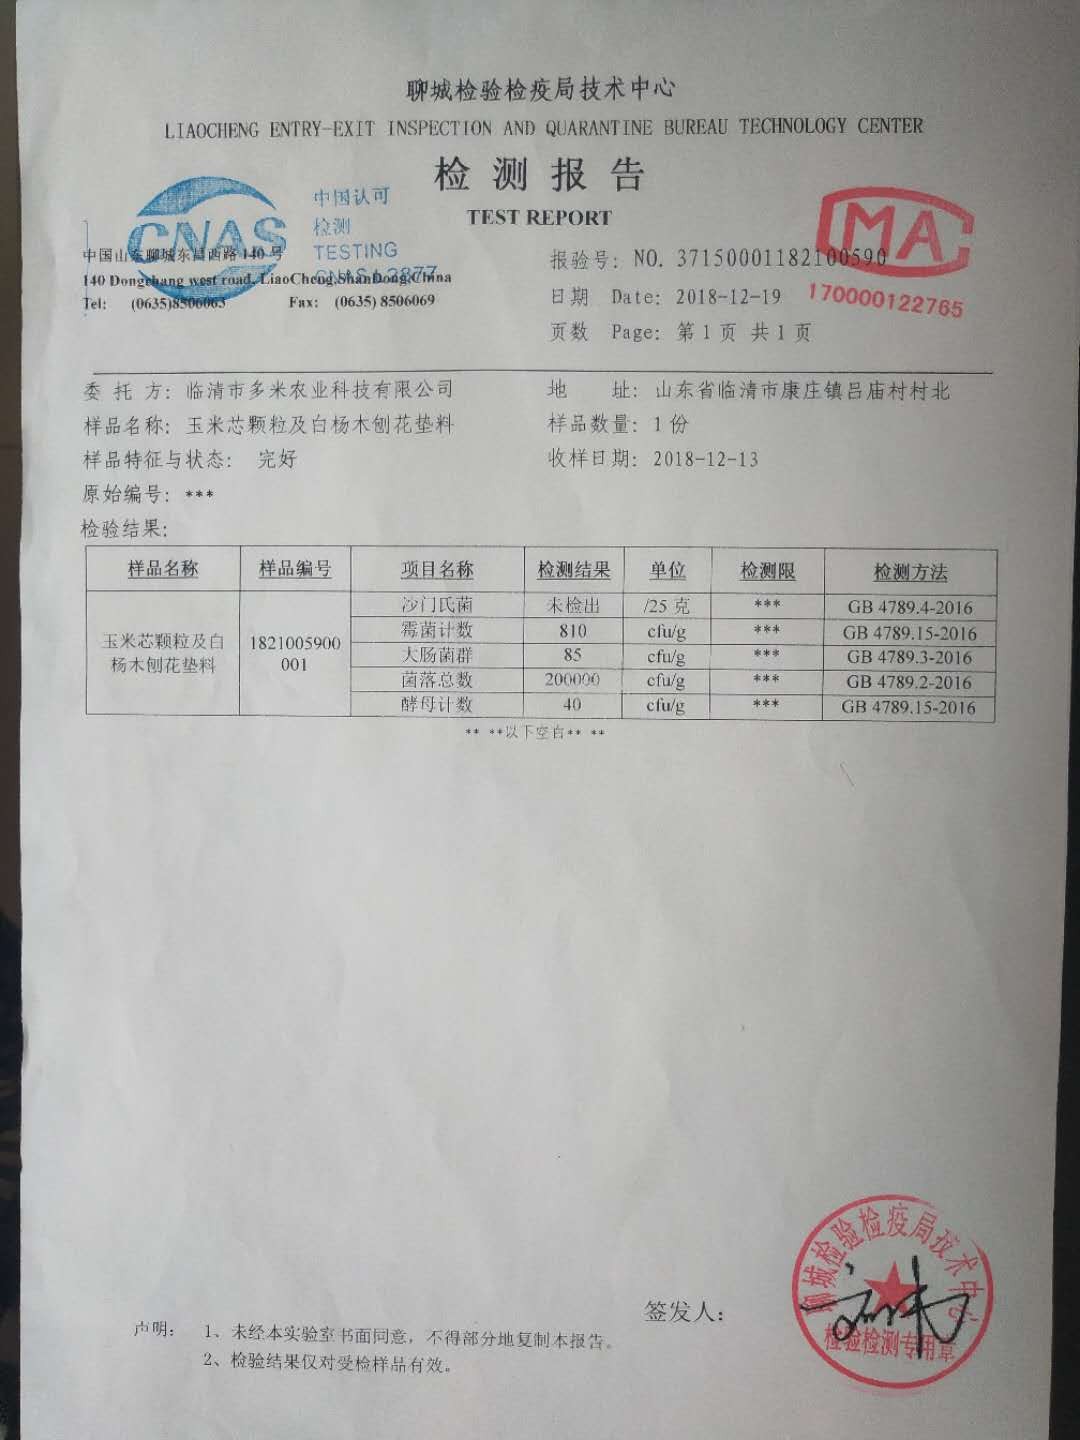 聊城检验检疫局技术中心
LIAOCHENG ENTRY-EXIT INSPECTION AND QUARANTINE BUREAU TECHNOLOGY CENTER
检测报告
TEST REPORT
CNAS
中国认可
检测
TESTING
CNAS L3877
MA
170000122765
中国山东聊城东昌西路140号
140 Dongchang west road, LiaoCheng,ShanDong,China
Tel: (0635)8506063 Fax: (0635) 8506069
报验号: NO. 37150001182100590
日期 Date: 2018-12-19
页数 Page: 第1页 共1页
委托方: 临清市多米农业科技有限公司 地址: 山东省临清市康庄镇吕庙村村北
样品名称: 玉米芯颗粒及白杨木刨花垫料 样品数量: 1份
样品特征与状态: 完好 收样日期: 2018-12-13
原始编号: ***
检验结果:
样品名称 样品编号 项目名称 检测结果 单位 检测限 检测方法
玉米芯颗粒及白
杨木刨花垫料
1821005900
001
沙门氏菌 未检出 /25 克 *** GB 4789.4-2016
霉菌计数 810 cfu/g *** GB 4789.15-2016
大肠菌群 85 cfu/g *** GB 4789.3-2016
菌落总数 200000 cfu/g *** GB 4789.2-2016
酵母计数 40 cfu/g *** GB 4789.15-2016
** **以下空白** **
签发人:
聊城检验检疫局技术中心
检验检测专用章
声明: 1、未经本实验室书面同意，不得部分地复制本报告。
2、检验结果仅对受检样品有效。